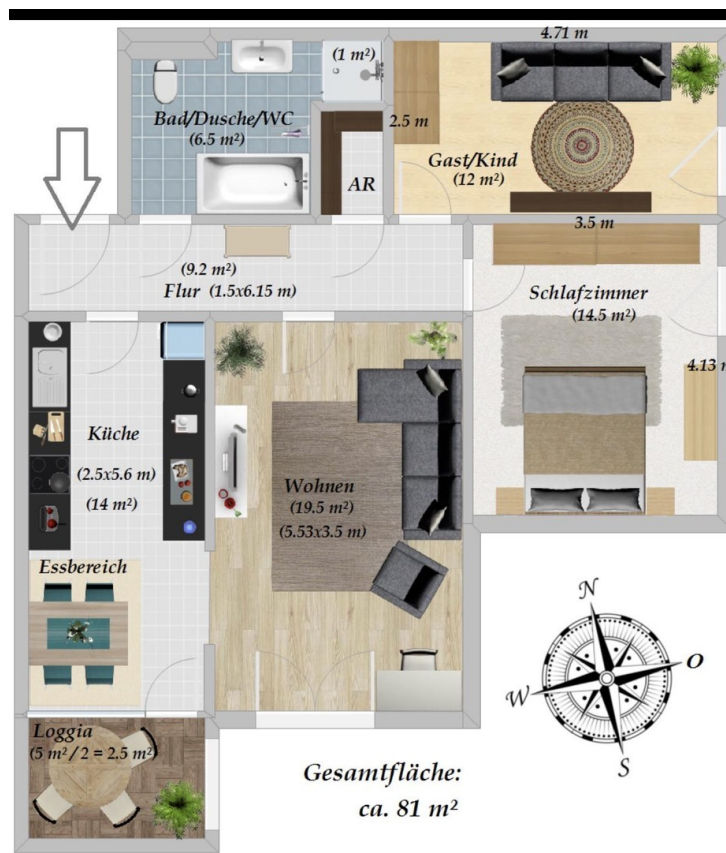 4.71 m
(1 m²)
Bad/Dusche/WC
(6.5 m²)
2.5 m
Gast/Kind
(12 m²)
AR
3.5 m
(9.2 m²)
Flur (1.5x6.15 m)
Schlafzimmer
(14.5 m²)
4.13 m
Küche
(2.5x5.6 m)
(14 m²)
Wohnen
(19.5 m²)
(5.53x3.5 m)
Essbereich
N
O
W
S
Loggia
(5 m²/2 = 2.5 m²)
Gesamtfläche:
ca. 81 m²